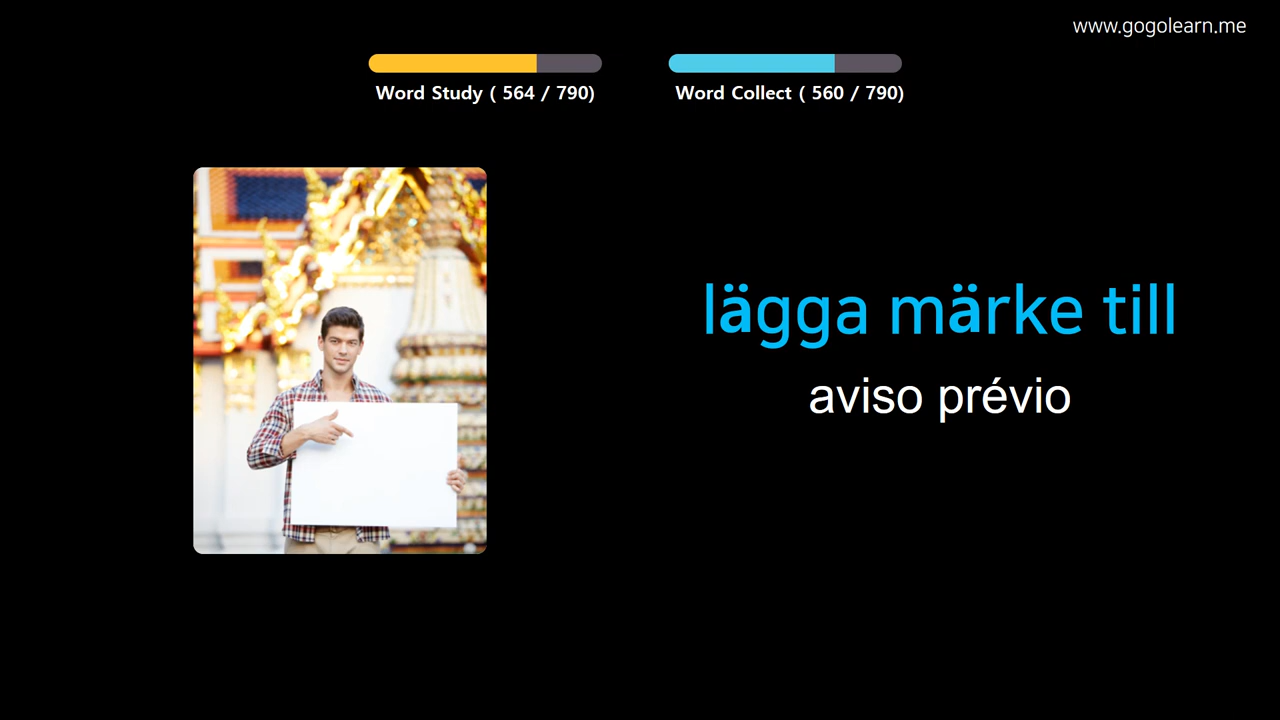 www.gogolearn.me
Word Study ( 564 / 790)
Word Collect ( 560 / 790)
lägga märke till
aviso prévio